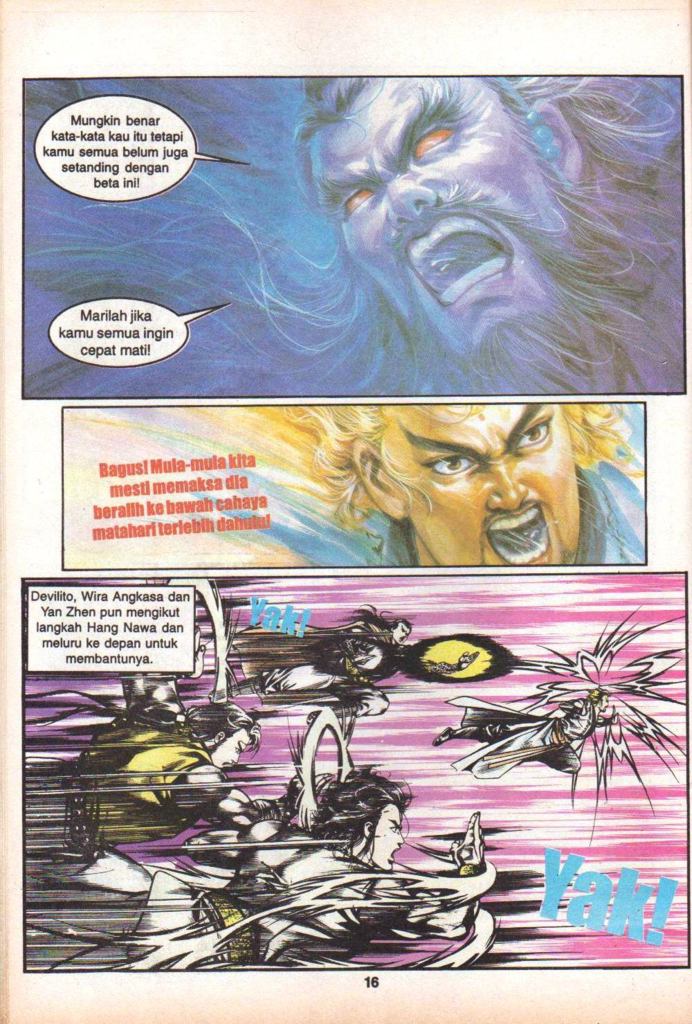 Mungkin benar
kata-kata kau itu tetapi
kamu semua belum juga
setanding dengan
beta ini!
Marilah jika
kamu semua ingin
cepat mati!
Bagus! Mula-mula kita
mesti memaksa dia
beralih ke bawah cahaya
matahari terlebih dahulu!
Devilito, Wira Angkasa dan
Yan Zhen pun mengikut
langkah Hang Nawa dan
meluru ke depan untuk
membantunya.
Yak!
Yak!
16